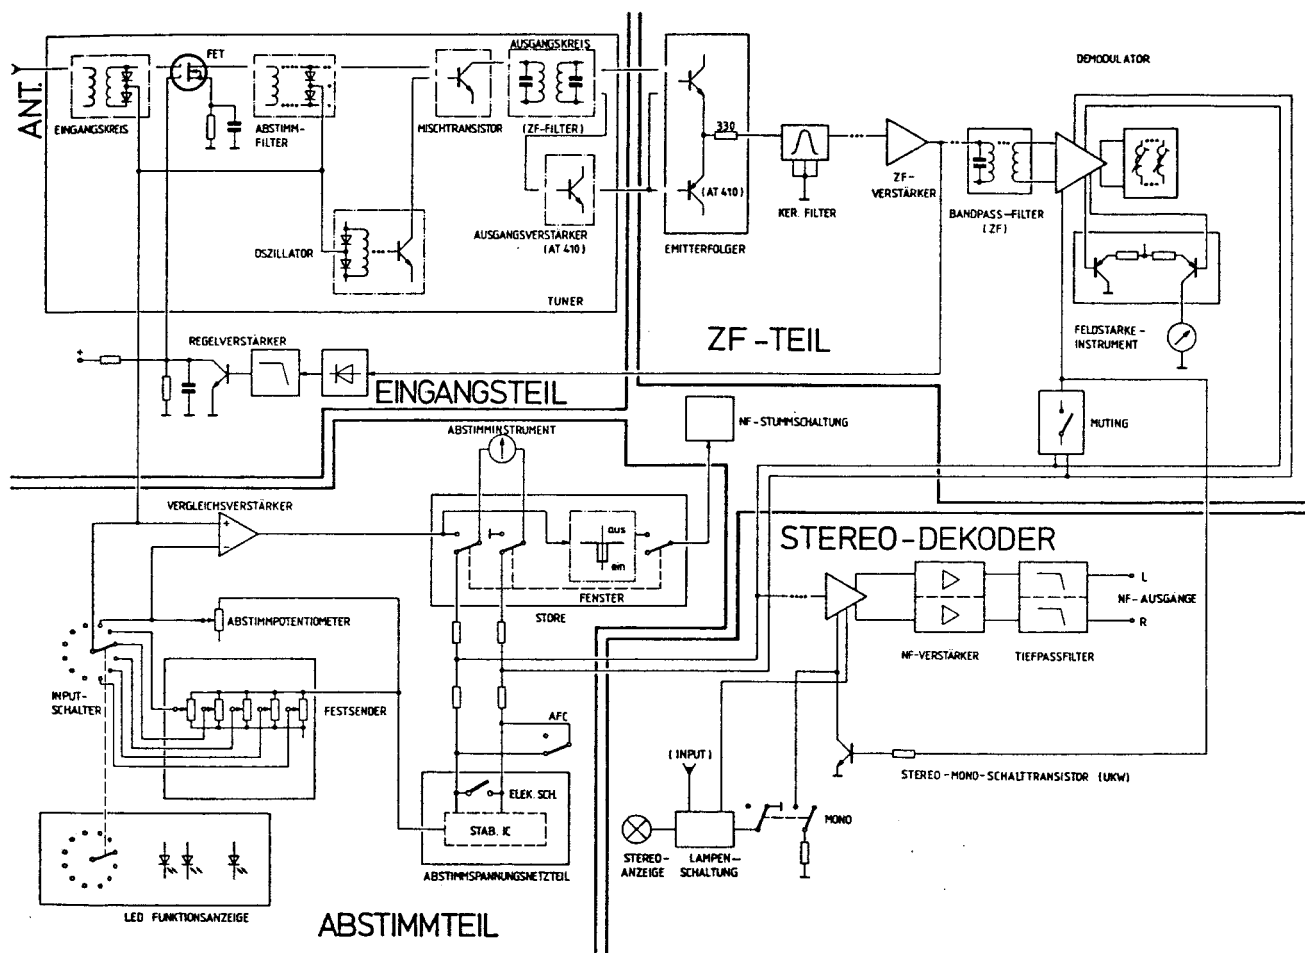 ANT.
EINGANGSKREIS
FET
ABSTIMM-
FILTER
MISCHTRANSISTOR
AUSGANGSKREIS
(ZF-FILTER)
OSZILLATOR
AUSGANGSVERSTÄRKER
(AT 410)
TUNER
330
(AT 410)
EMITTERFOLGER
KER. FILTER
ZF-
VERSTÄRKER
BANDPASS-FILTER
(ZF)
DEMODULATOR
FELDSTÄRKE-
INSTRUMENT
ZF-TEIL
+
REGELVERSTÄRKER
EINGANGSTEIL
MUTING
NF-STUMMSCHALTUNG
ABSTIMMINSTRUMENT
VERGLEICHSVERSTÄRKER
+
-
aus
ein
FENSTER
STORE
ABSTIMMPOTENTIOMETER
INPUT-
SCHALTER
FESTSENDER
AFC
ELEK. SCH.
STAB. IC
ABSTIMMSPANNUNGSNETZTEIL
LED FUNKTIONSANZEIGE
ABSTIMMTEIL
STEREO-DEKODER
L
NF-AUSGÄNGE
R
NF-VERSTÄRKER
TIEFPASSFILTER
STEREO-MONO-SCHALTTRANSISTOR (UKW)
(INPUT)
MONO
STEREO-
ANZEIGE
LAMPEN-
SCHALTUNG